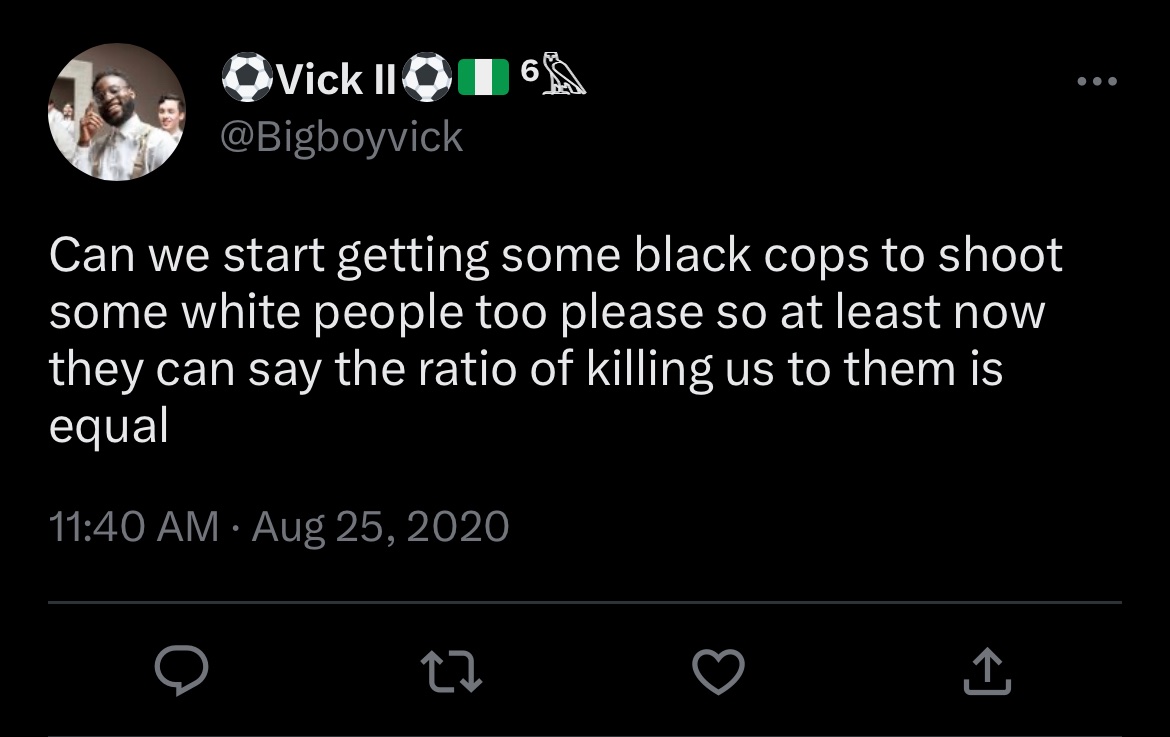 ⚽Vick II⚽🇳🇬 ⁶𓅓
@Bigboyvick
Can we start getting some black cops to shoot
some white people too please so at least now
they can say the ratio of killing us to them is
equal
11:40 AM · Aug 25, 2020